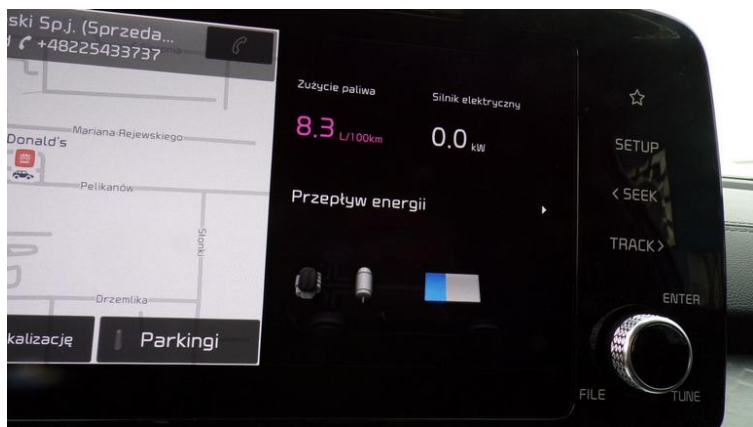 ski Sp.j. (Sprzeda...
+48225433737
Mariana Rejewskiego
Donald's
Pelikanów
Słonki
Drzemlika
kalizację
Parkingi
Zużycie paliwa
8.3 L/100km
Silnik elektryczny
0.0 kW
Przepływ energii
SETUP
< SEEK
TRACK >
ENTER
FILE
TUNE